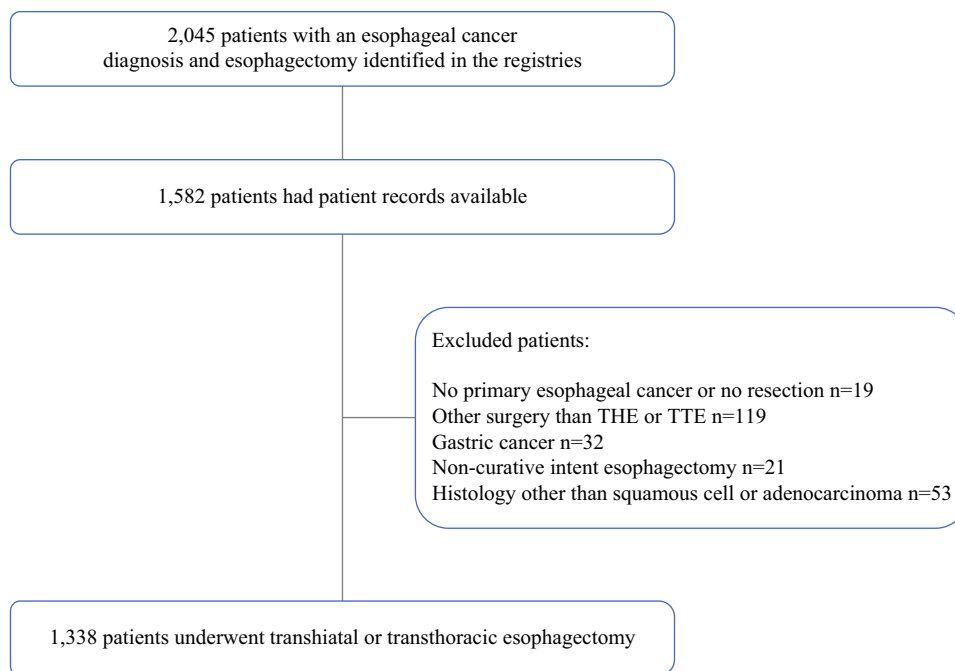 2,045 patients with an esophageal cancer
diagnosis and esophagectomy identified in the registries
1,582 patients had patient records available
Excluded patients:
No primary esophageal cancer or no resection n=19
Other surgery than THE or TTE n=119
Gastric cancer n=32
Non-curative intent esophagectomy n=21
Histology other than squamous cell or adenocarcinoma n=53
1,338 patients underwent transhiatal or transthoracic esophagectomy